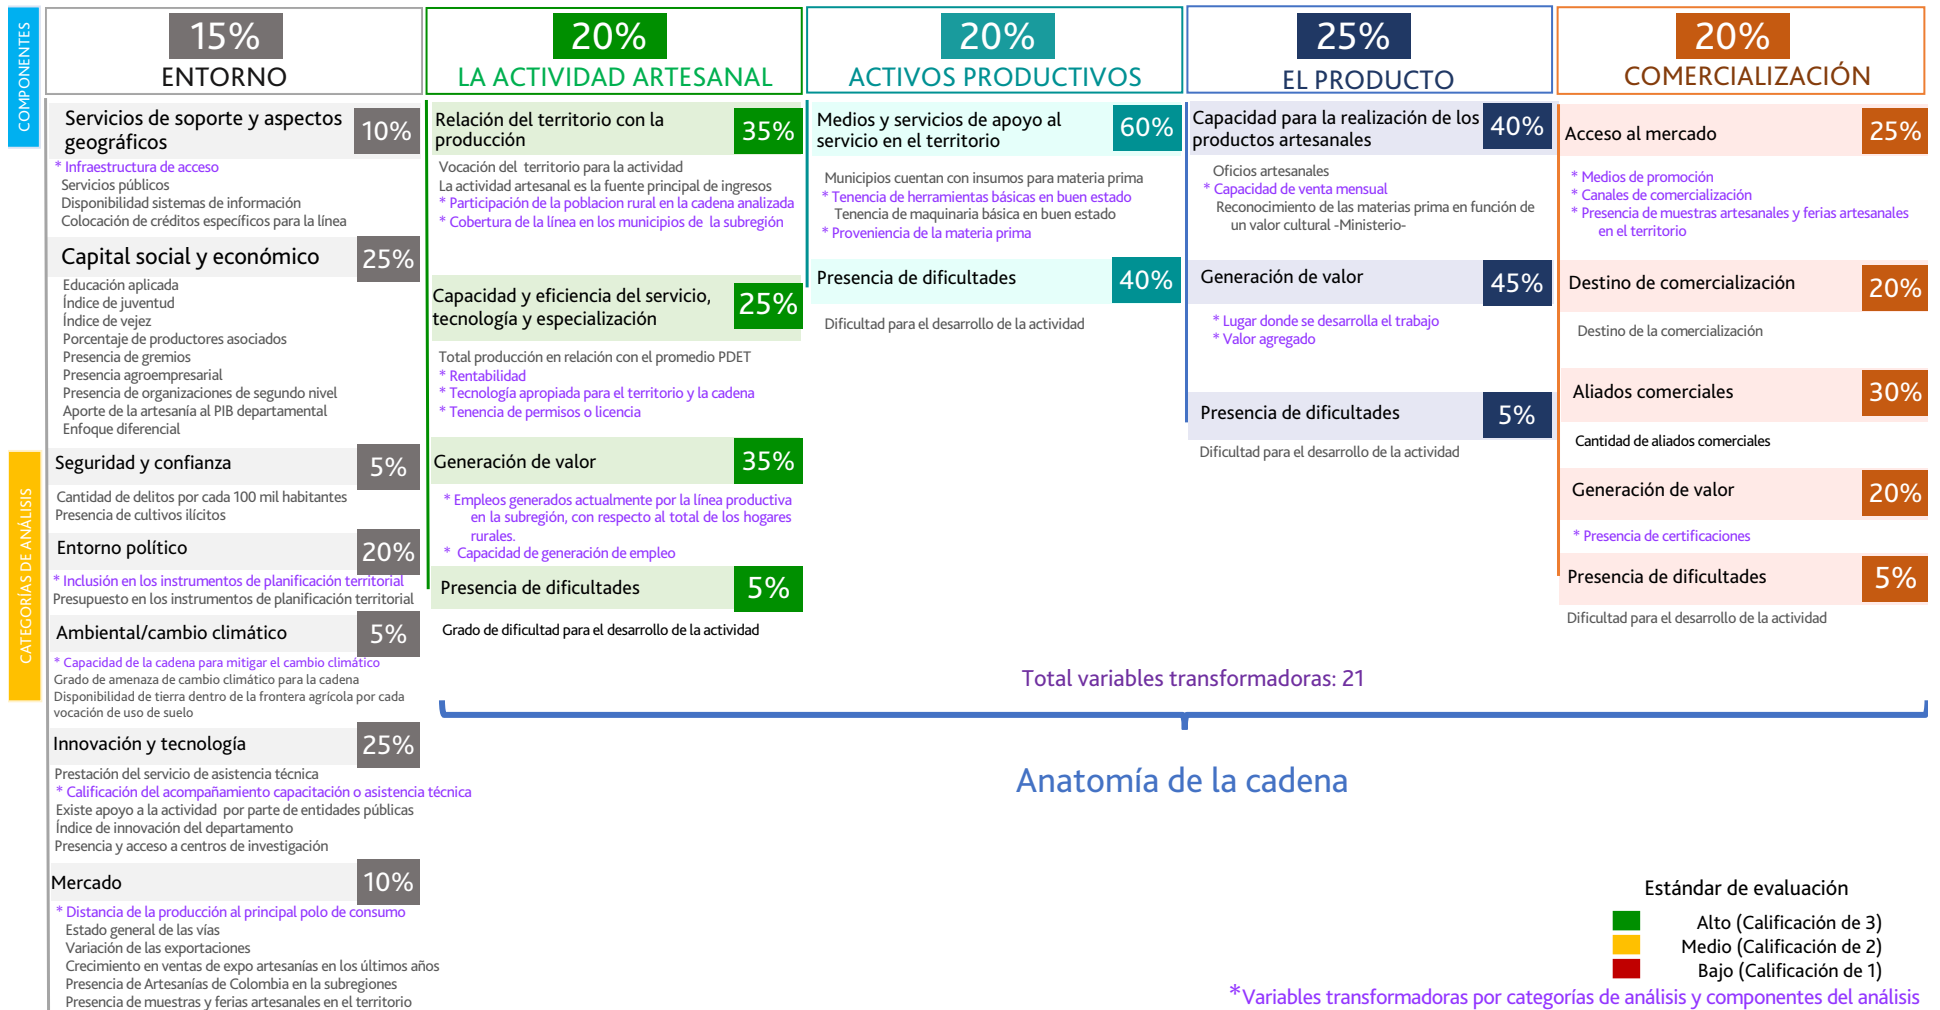 COMPONENTES
CATEGORÍAS DE ANÁLISIS
15%
ENTORNO
Servicios de soporte y aspectos
geográficos
10%
* Infraestructura de acceso
Servicios públicos
Disponibilidad sistemas de información
Colocación de créditos específicos para la línea
Capital social y económico
25%
Educación aplicada
Índice de juventud
Índice de vejez
Porcentaje de productores asociados
Presencia de gremios
Presencia agroempresarial
Presencia de organizaciones de segundo nivel
Aporte de la artesanía al PIB departamental
Enfoque diferencial
Seguridad y confianza
5%
Cantidad de delitos por cada 100 mil habitantes
Presencia de cultivos ilícitos
Entorno político
20%
* Inclusión en los instrumentos de planificación territorial
Presupuesto en los instrumentos de planificación territorial
Ambiental/cambio climático
5%
* Capacidad de la cadena para mitigar el cambio climático
Grado de amenaza de cambio climático para la cadena
Disponibilidad de tierra dentro de la frontera agrícola por cada
vocación de uso de suelo
Innovación y tecnología
25%
Prestación del servicio de asistencia técnica
* Calificación del acompañamiento capacitación o asistencia técnica
Existe apoyo a la actividad por parte de entidades públicas
Índice de innovación del departamento
Presencia y acceso a centros de investigación
Mercado
10%
* Distancia de la producción al principal polo de consumo
Estado general de las vías
Variación de las exportaciones
Crecimiento en ventas de expo artesanías en los últimos años
Presencia de Artesanías de Colombia en la subregiones
Presencia de muestras y ferias artesanales en el territorio
20%
LA ACTIVIDAD ARTESANAL
Relación del territorio con la
producción
35%
Vocación del territorio para la actividad
La actividad artesanal es la fuente principal de ingresos
* Participación de la poblacion rural en la cadena analizada
* Cobertura de la línea en los municipios de la subregión
Capacidad y eficiencia del servicio,
tecnología y especialización
25%
Total producción en relación con el promedio PDET
* Rentabilidad
* Tecnología apropiada para el territorio y la cadena
* Tenencia de permisos o licencia
Generación de valor
35%
* Empleos generados actualmente por la línea productiva
en la subregión, con respecto al total de los hogares
rurales.
* Capacidad de generación de empleo
Presencia de dificultades
5%
Grado de dificultad para el desarrollo de la actividad
20%
ACTIVOS PRODUCTIVOS
Medios y servicios de apoyo al
servicio en el territorio
60%
Municipios cuentan con insumos para materia prima
* Tenencia de herramientas básicas en buen estado
Tenencia de maquinaria básica en buen estado
* Proveniencia de la materia prima
Presencia de dificultades
40%
Dificultad para el desarrollo de la actividad
25%
EL PRODUCTO
Capacidad para la realización de los
productos artesanales
40%
Oficios artesanales
* Capacidad de venta mensual
Reconocimiento de las materias prima en función de
un valor cultural -Ministerio-
Generación de valor
45%
* Lugar donde se desarrolla el trabajo
* Valor agregado
Presencia de dificultades
5%
Dificultad para el desarrollo de la actividad
20%
COMERCIALIZACIÓN
Acceso al mercado
25%
* Medios de promoción
* Canales de comercialización
* Presencia de muestras artesanales y ferias artesanales
en el territorio
Destino de comercialización
20%
Destino de la comercialización
Aliados comerciales
30%
Cantidad de aliados comerciales
Generación de valor
20%
* Presencia de certificaciones
Presencia de dificultades
5%
Dificultad para el desarrollo de la actividad
Total variables transformadoras: 21
Anatomía de la cadena
Estándar de evaluación
Alto (Calificación de 3)
Medio (Calificación de 2)
Bajo (Calificación de 1)
*Variables transformadoras por categorías de análisis y componentes del análisis